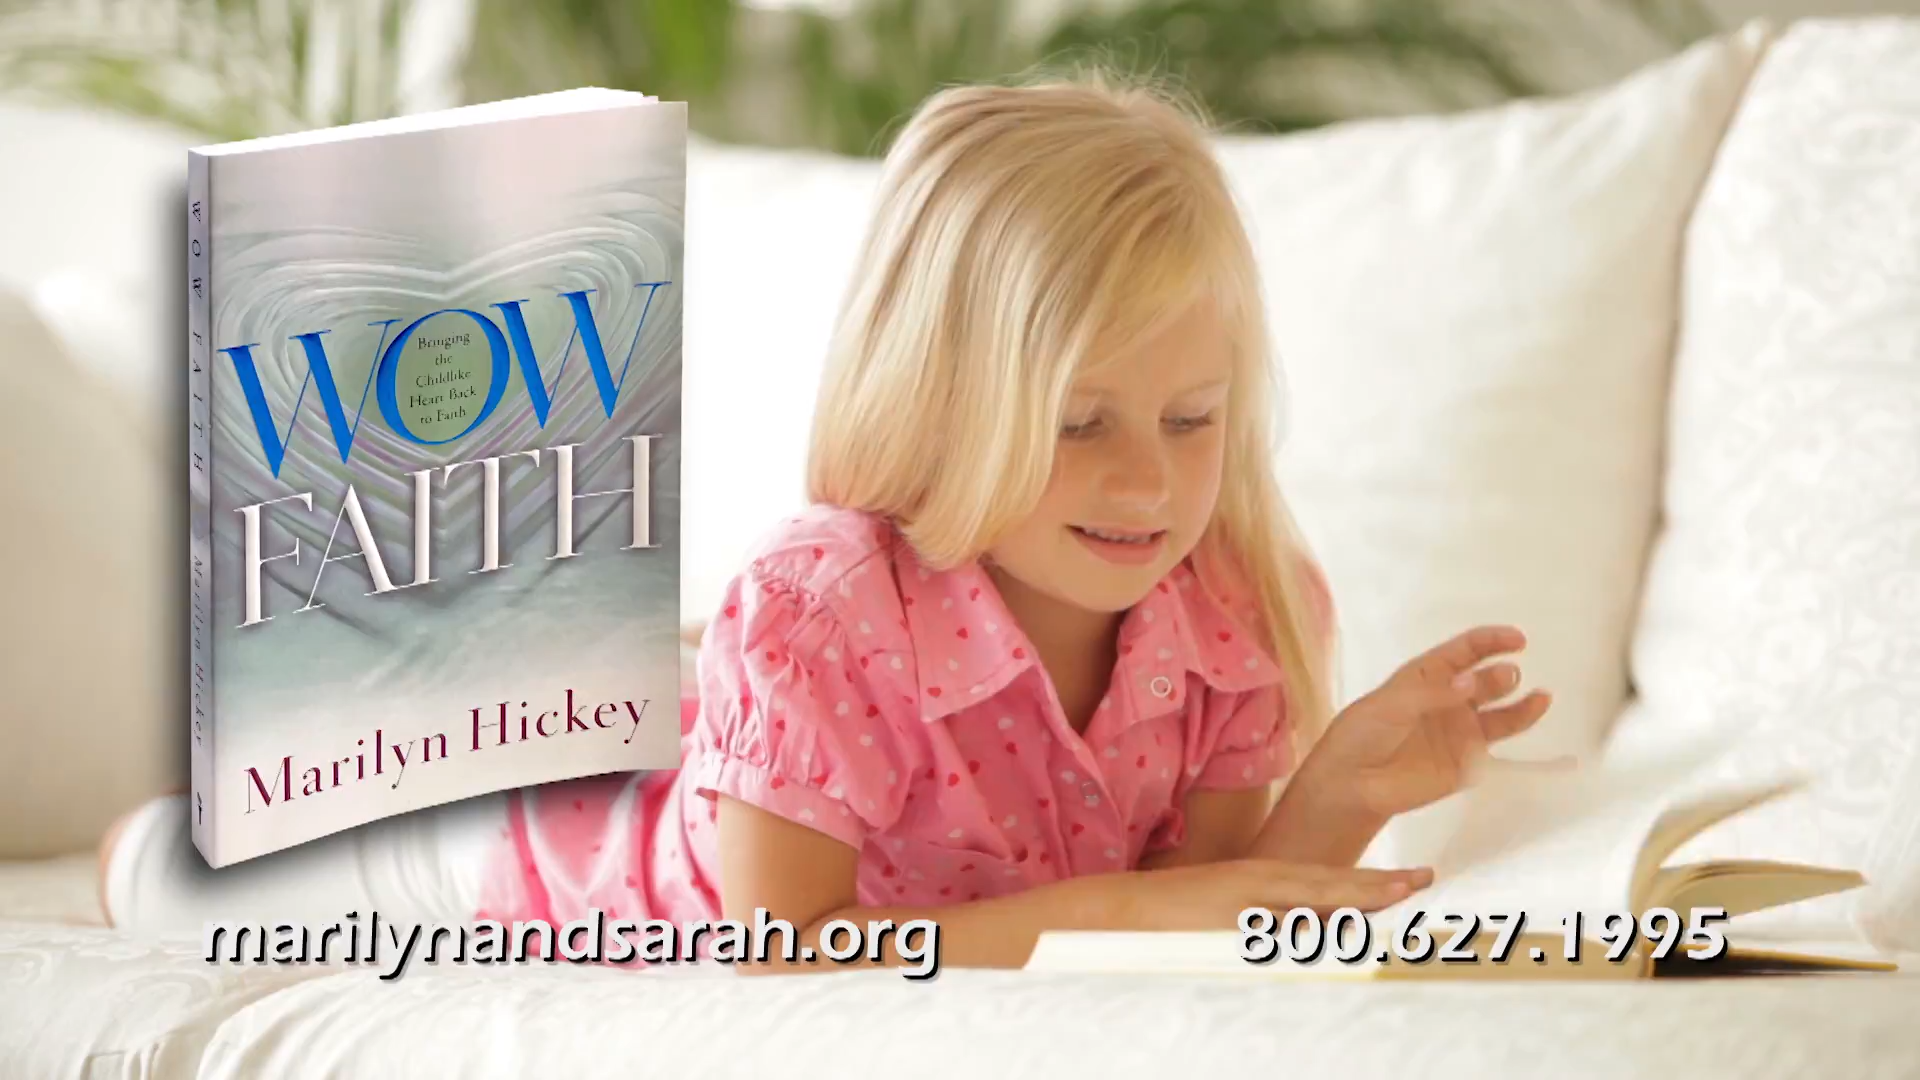 WOW FAITH Marilyn Hickey
WOW
Bringing
the
Childlike
Heart Back
to Faith
FAITH
Marilyn Hickey
marilynandsarah.org
800.627.1995